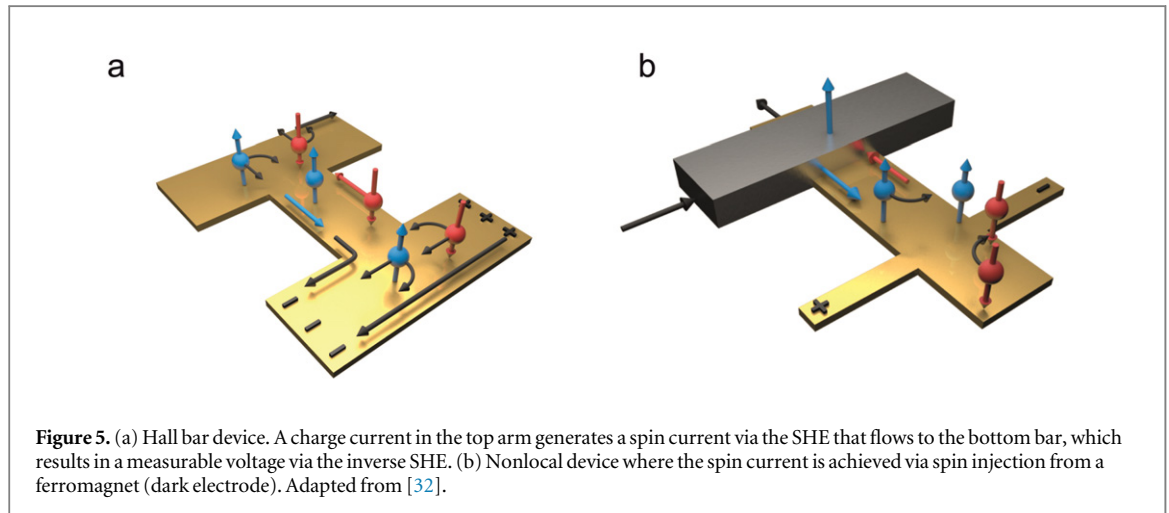 a
b
+
+
+
-
-
-
-
+
Figure 5. (a) Hall bar device. A charge current in the top arm generates a spin current via the SHE that flows to the bottom bar, which
results in a measurable voltage via the inverse SHE. (b) Nonlocal device where the spin current is achieved via spin injection from a
ferromagnet (dark electrode). Adapted from [32].